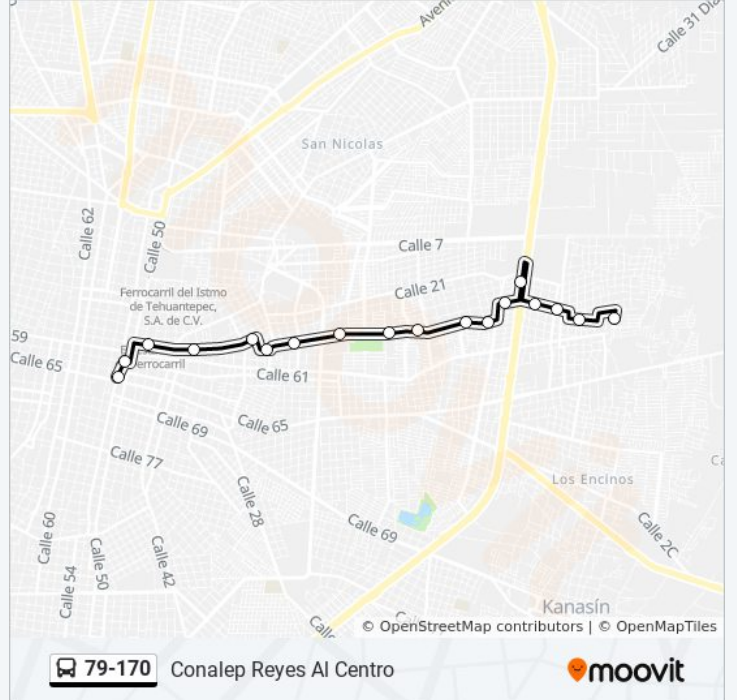 Calle 31 Dia
San Nicolas
Calle 62
Calle 50
Calle 7
Calle 21
Ferrocarril del Istmo
de Tehuantepec,
S.A. de C.V.
59
Calle 65
Calle 61
Calle 69
Calle 65
Calle 77
Los Encinos
Calle 28
Calle 69
Calle 2C
Calle 60
Calle 54
Calle 50
Calle 42
Kanasín
© OpenStreetMap contributors | © OpenMapTiles
79-170 Conalep Reyes Al Centro
moovit